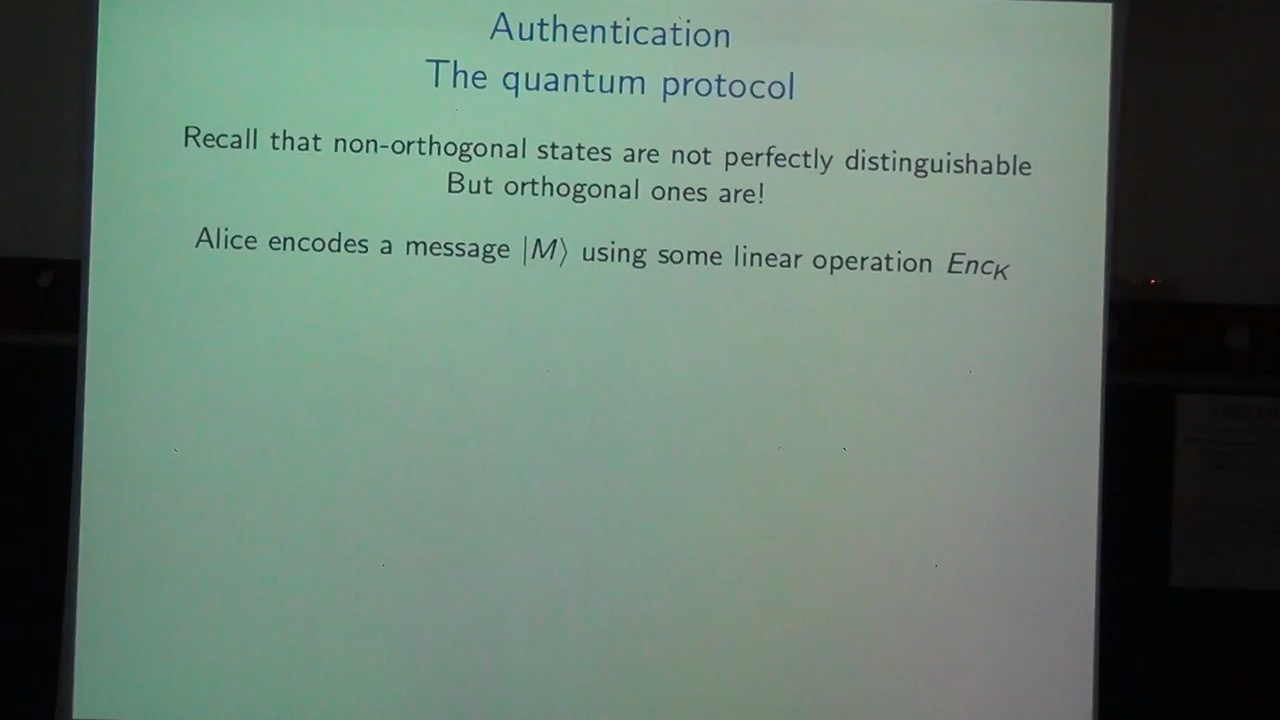 Authentication
The quantum protocol
Recall that non-orthogonal states are not perfectly distinguishable
But orthogonal ones are!
Alice encodes a message |M⟩ using some linear operation Enc_K